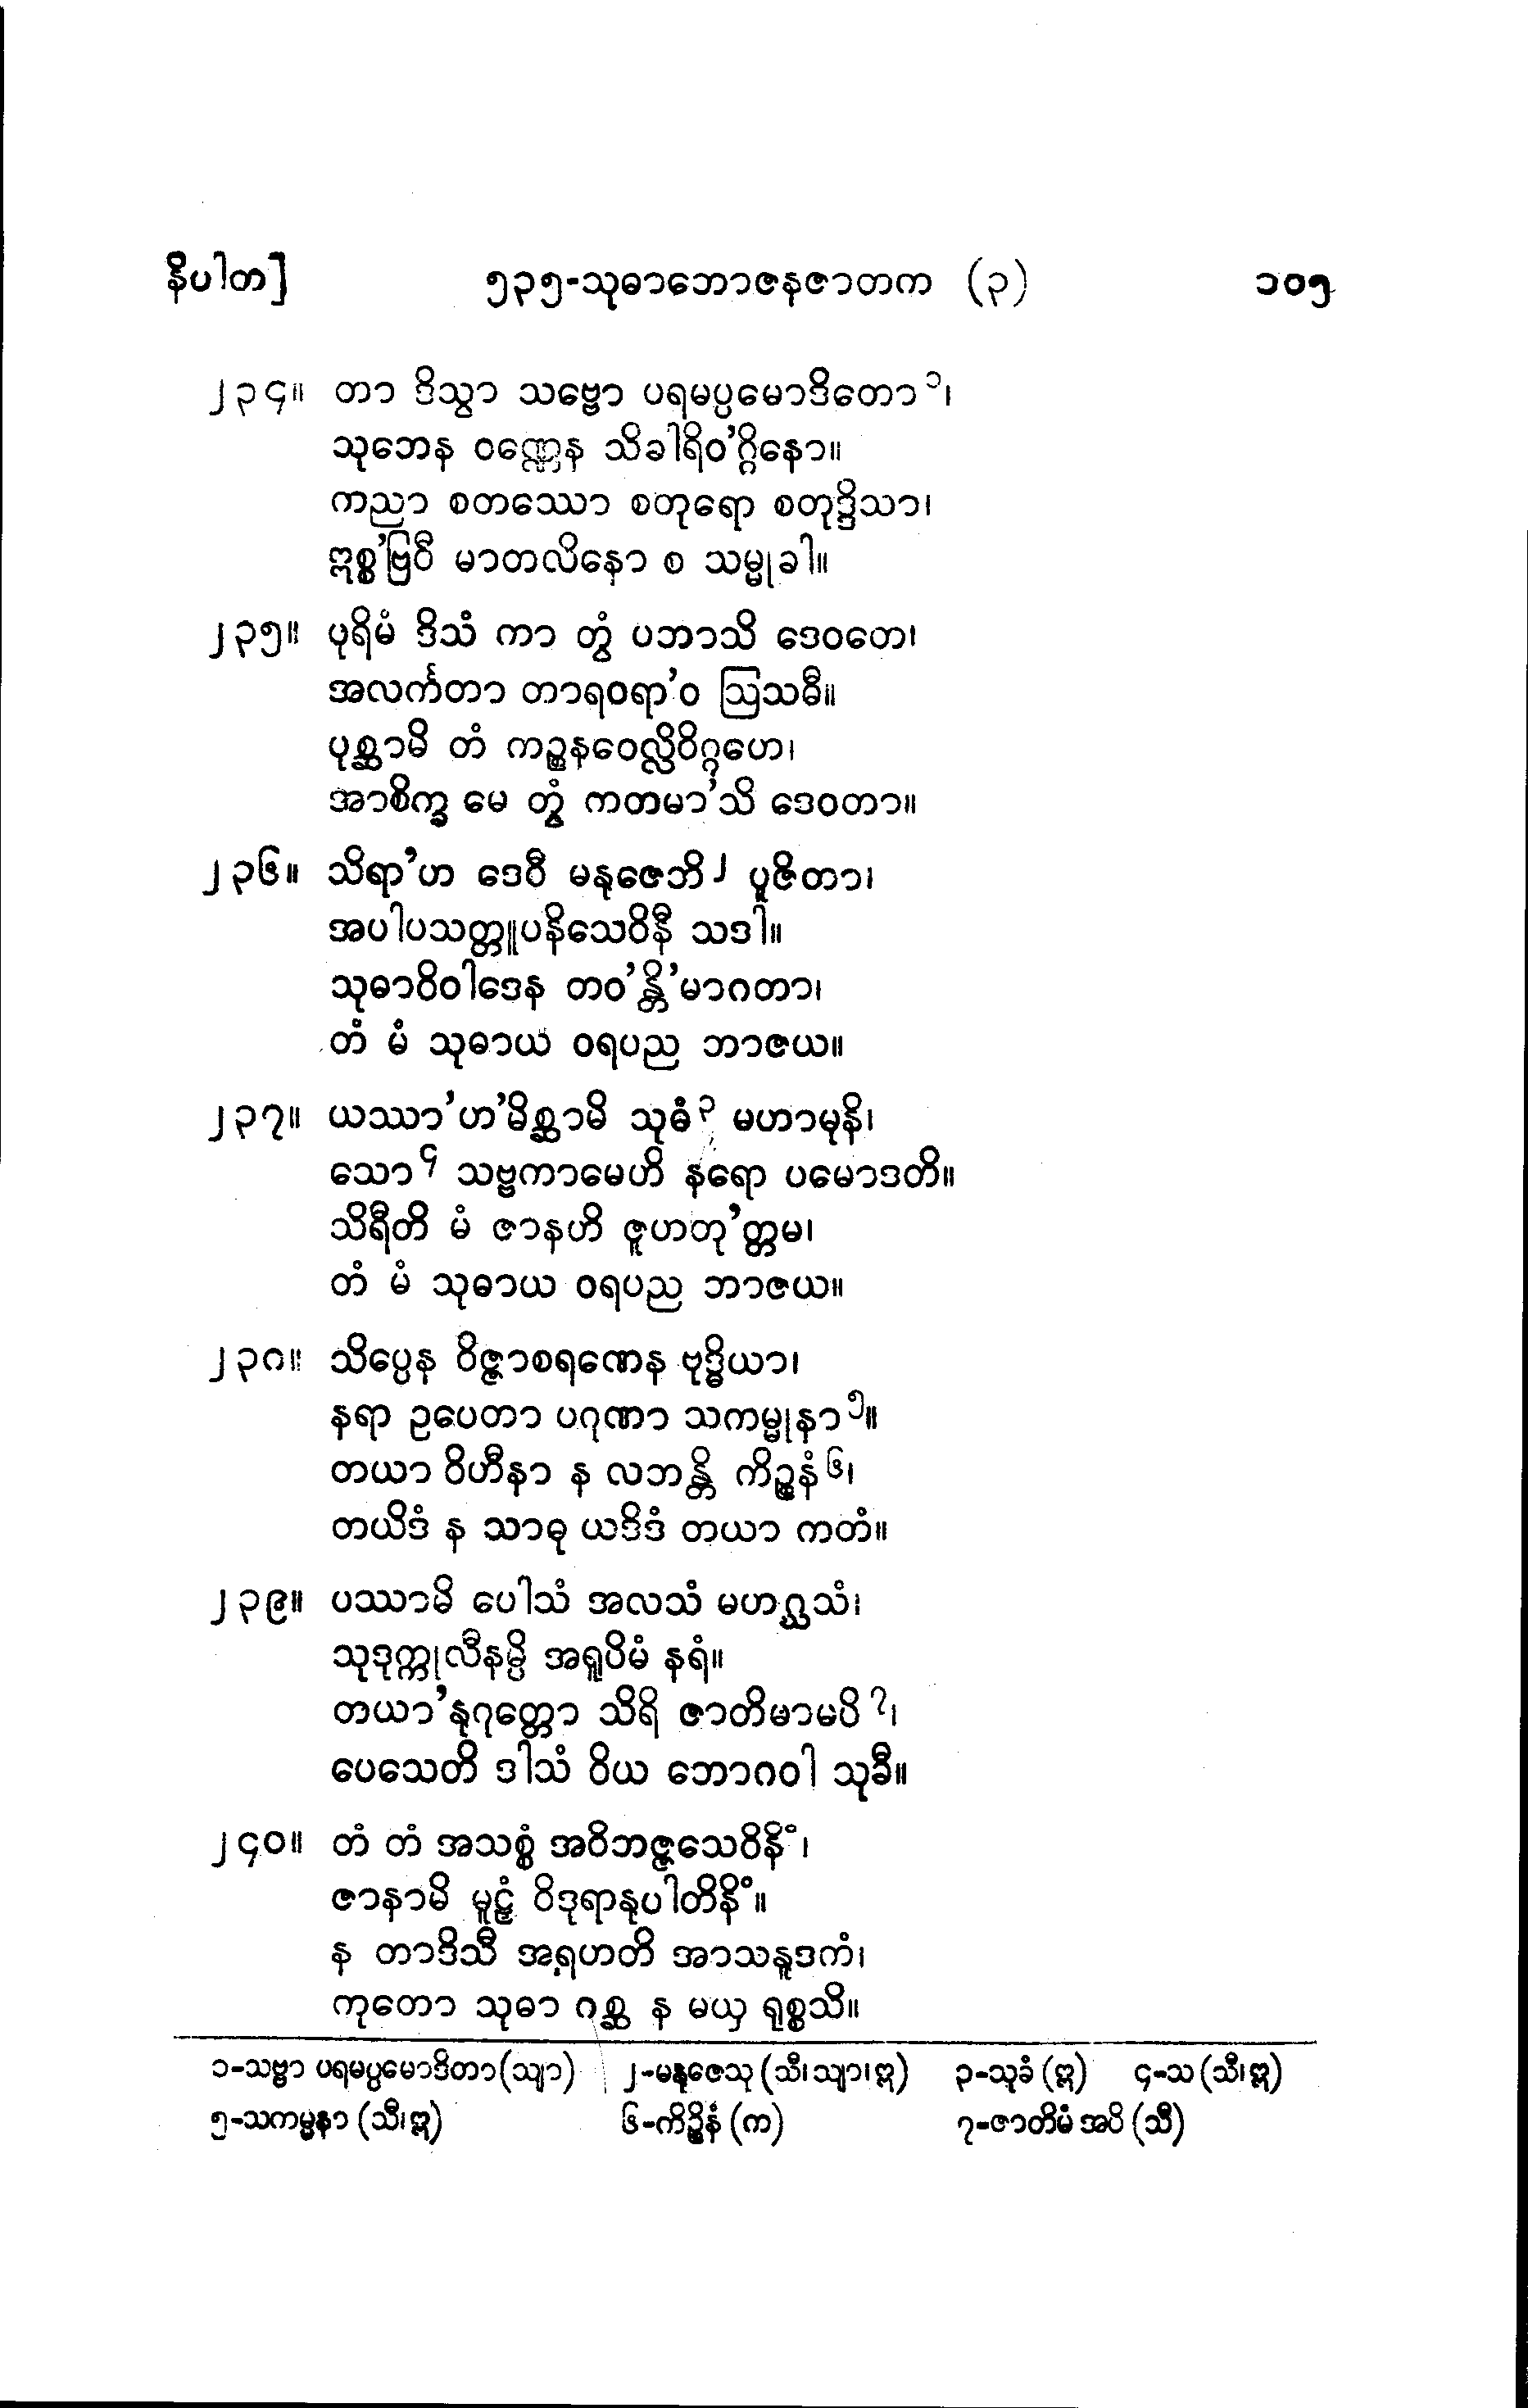 နိပါတ]	၅၃၅-သုဓာဘောဇနဇာတက (၃)	၁၀၅
၂၃၄။ တာ ဒိသွာ သဗ္ဗော ပရမပ္ပမောဒိတော၁၊
သုဘေန ဝဏ္ဏေန သိခါရိဝ'ဂ္ဂိနော။
ကညာ စတဿော စတုရော စတုဒ္ဒိသာ၊
ဣစ္စ'ဗြဝီ မာတလိနော စ သမ္မုခါ။
၂၃၅။ ပုရိမံ ဒိသံ ကာ တွံ ပဘာသိ ဒေဝတေ၊
အလင်္ကတာ တာရဝရာ'ဝ ဩသဓီ။
ပုစ္ဆာမိ တံ ကဉ္စနဝေလ္လိဝိဂ္ဂဟေ၊
အာစိက္ခ မေ တွံ ကတမာ'သိ ဒေဝတာ။
၂၃၆။ သိရာ'ဟ ဒေဝီ မနုဇေဘိ၂ ပူဇိတာ၊
အပါပသတ္တူပနိသေဝိနီ သဒါ။
သုဓာဝိဝါဒေန တဝ'န္တိ'မာဂတာ၊
တံ မံ သုဓာယ ဝရပည ဘာဇယ။
၂၃၇။ ယဿာ'ဟ'မိစ္ဆာမိ သုဓံ၃ မဟာမုနိ၊
သော၄ သဗ္ဗကာမေဟိ နရော ပမောဒတိ။
သိရီတိ မံ ဇာနဟိ ဇူဟတု'တ္တမ၊
တံ မံ သုဓာယ ဝရပည ဘာဇယ။
၂၃၈။ သိပ္ပေန ဝိဇ္ဇာစရဏေန ဗုဒ္ဓိယာ၊
နရာ ဥပေတာ ပဂုဏာ သကမ္မုနာ၅။
တယာ ဝိဟီနာ န လဘန္တိ ကိဉ္စနံ၆၊
တယိဒံ န သာဓု ယဒိဒံ တယာ ကတံ။
၂၃၉။ ပဿာမိ ပေါသံ အလသံ မဟဂ္ဃသံ၊
သုဒုက္ကုလီနမ္ပိ အရူပိမံ နရံ။
တယာ'နုဂုတ္တော သိရိ ဇာတိမာမပိ၇၊
ပေသေတိ ဒါသံ ဝိယ ဘောဂဝါ သုခီ။
၂၄၀။ တံ တံ အသစ္စံ အဝိဘဇ္ဇသေဝိနိံ၊
ဇာနာမိ မူဠှံ ဝိဒုရာနုပါတိနိံ။
န တာဒိသီ အရဟတိ အာသနူဒကံ၊
ကုတော သုဓာ ဂစ္ဆ န မယှ ရုစ္စသိ။
၁-သဗ္ဗာ ပရမပ္ပမောဒိတာ (သျာ)	၂-မနုဇေသု (သီ၊ သျာ၊ ဣ)	၃-သုခံ (ဣ)	၄-သ (သီ၊ ဣ)
၅-သကမ္မနာ (သီ၊ ဣ)	၆-ကိဉ္စိနံ (က)	၇-ဇာတိမံ အပိ (သီ)